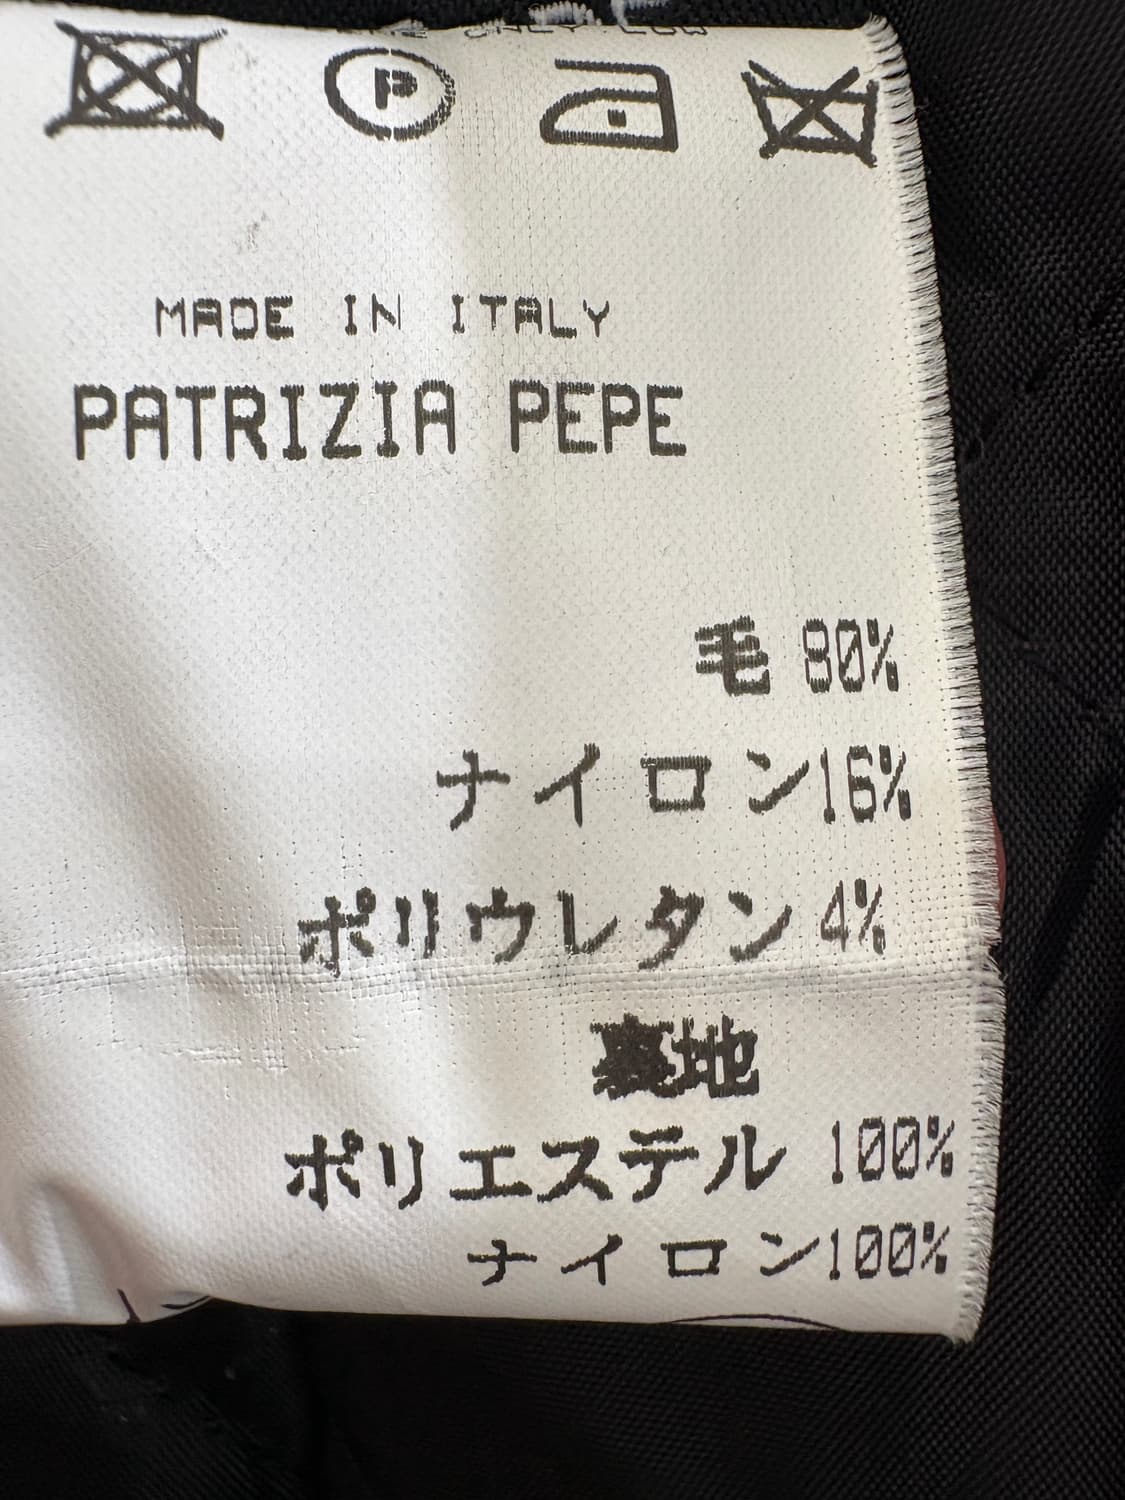 P
MADE IN ITALY
PATRIZIA PEPE
毛 80%
ナイロン16%
ポリウレタン 4%
裏地
ポリエステル 100%
ナイロン100%